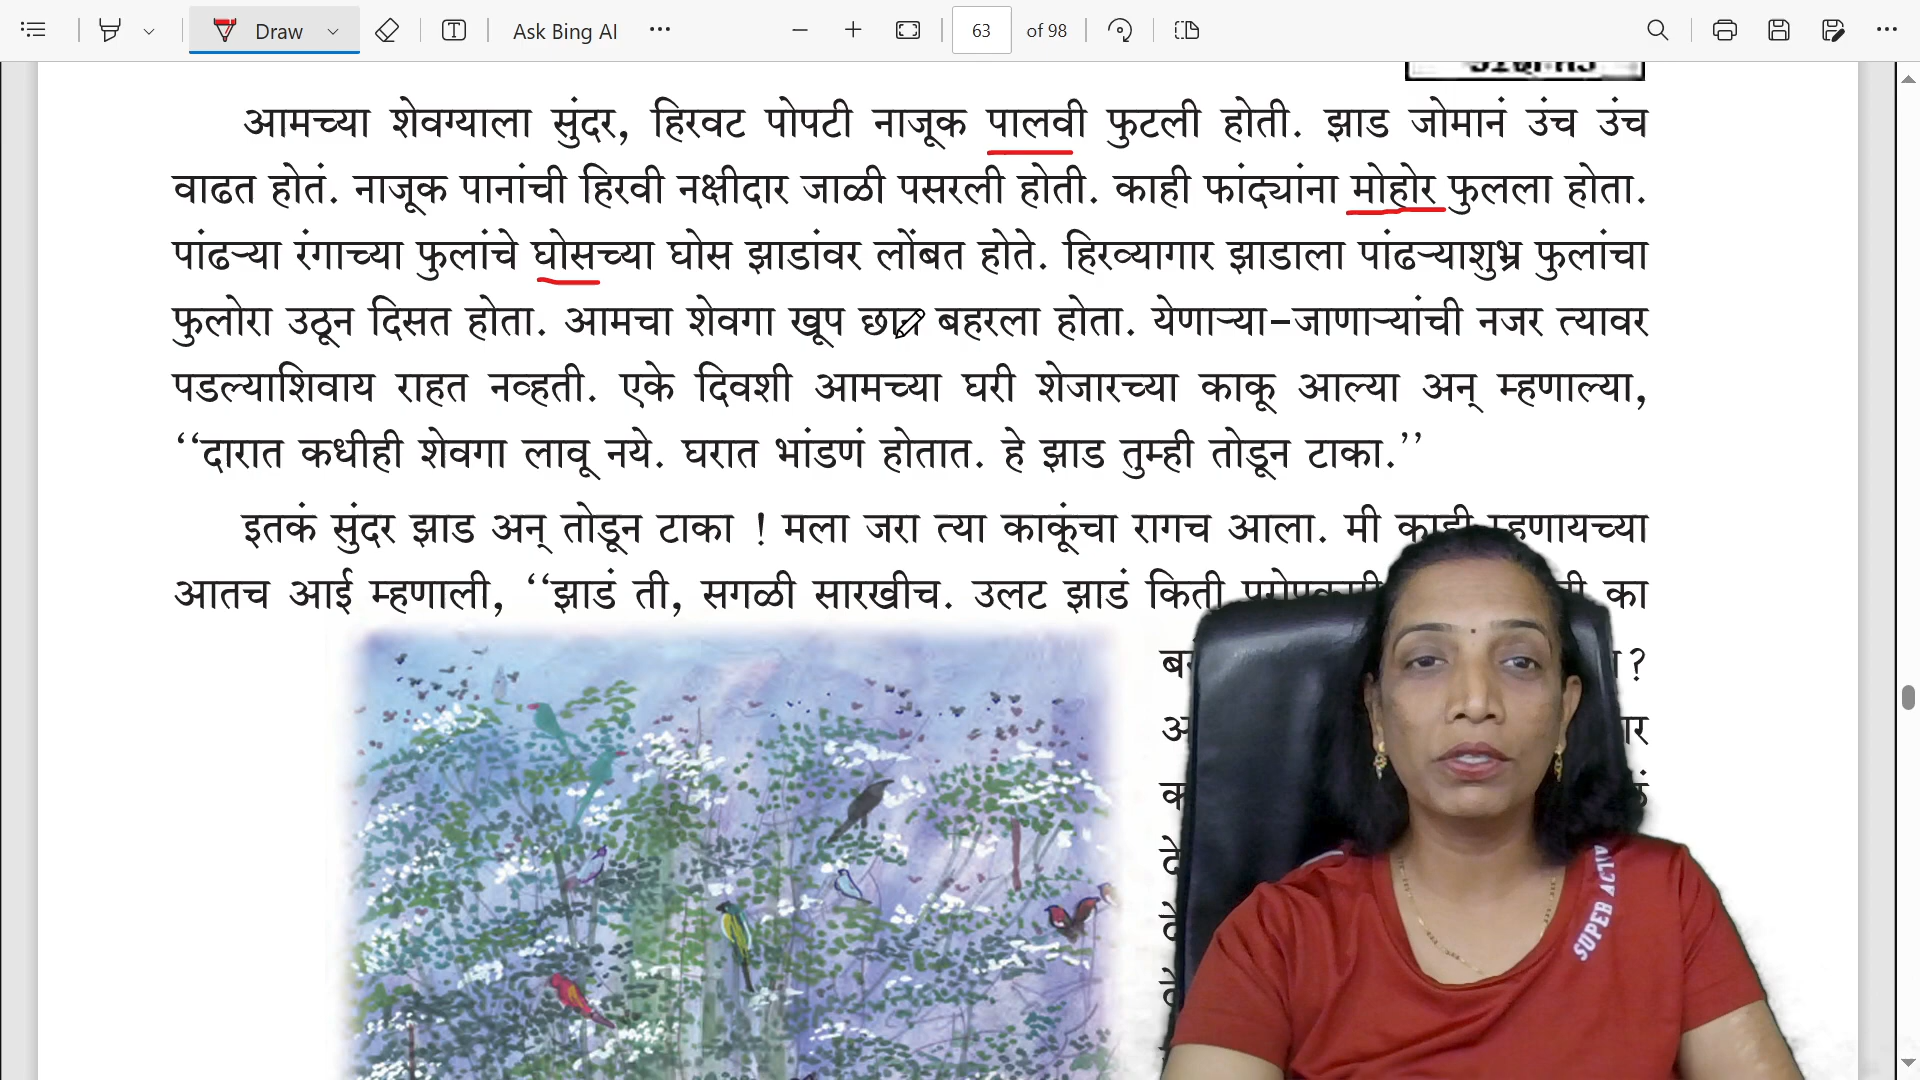 Draw
Ask Bing AI
63 of 98
आमच्या शेवग्याला सुंदर, हिरवट पोपटी नाजूक पालवी फुटली होती. झाड जोमानं उंच उंच
वाढत होतं. नाजूक पानांची हिरवी नक्षीदार जाळी पसरली होती. काही फांद्यांना मोहोर फुलला होता.
पांढऱ्या रंगाच्या फुलांचे घोसच्या घोस झाडांवर लोंबत होते. हिरव्यागार झाडाला पांढऱ्याशुभ्र फुलांचा
फुलोरा उठून दिसत होता. आमचा शेवगा खूप छान बहरला होता. येणाऱ्या-जाणाऱ्यांची नजर त्यावर
पडल्याशिवाय राहत नव्हती. एके दिवशी आमच्या घरी शेजारच्या काकू आल्या अन् म्हणाल्या,
‘‘दारात कधीही शेवगा लावू नये. घरात भांडणं होतात. हे झाड तुम्ही तोडून टाका.’’
इतकं सुंदर झाड अन् तोडून टाका ! मला जरा त्या काकूंचा रागच आला. मी काही म्हणायच्या
आतच आई म्हणाली, ‘‘झाडं ती, सगळी सारखीच. उलट झाडं किती का
SUPER ACTIV